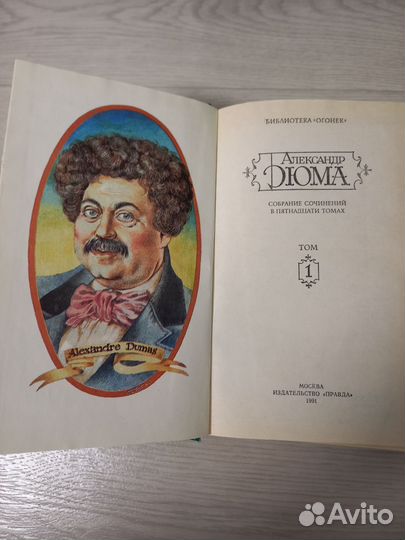 Alexandre Dumas
БИБЛИОТЕКА «ОГОНЕК»
АЛЕКСАНДР
ДЮМА
СОБРАНИЕ СОЧИНЕНИЙ
В ПЯТНАДЦАТИ ТОМАХ
ТОМ
1
МОСКВА
ИЗДАТЕЛЬСТВО «ПРАВДА»
1991
Avito